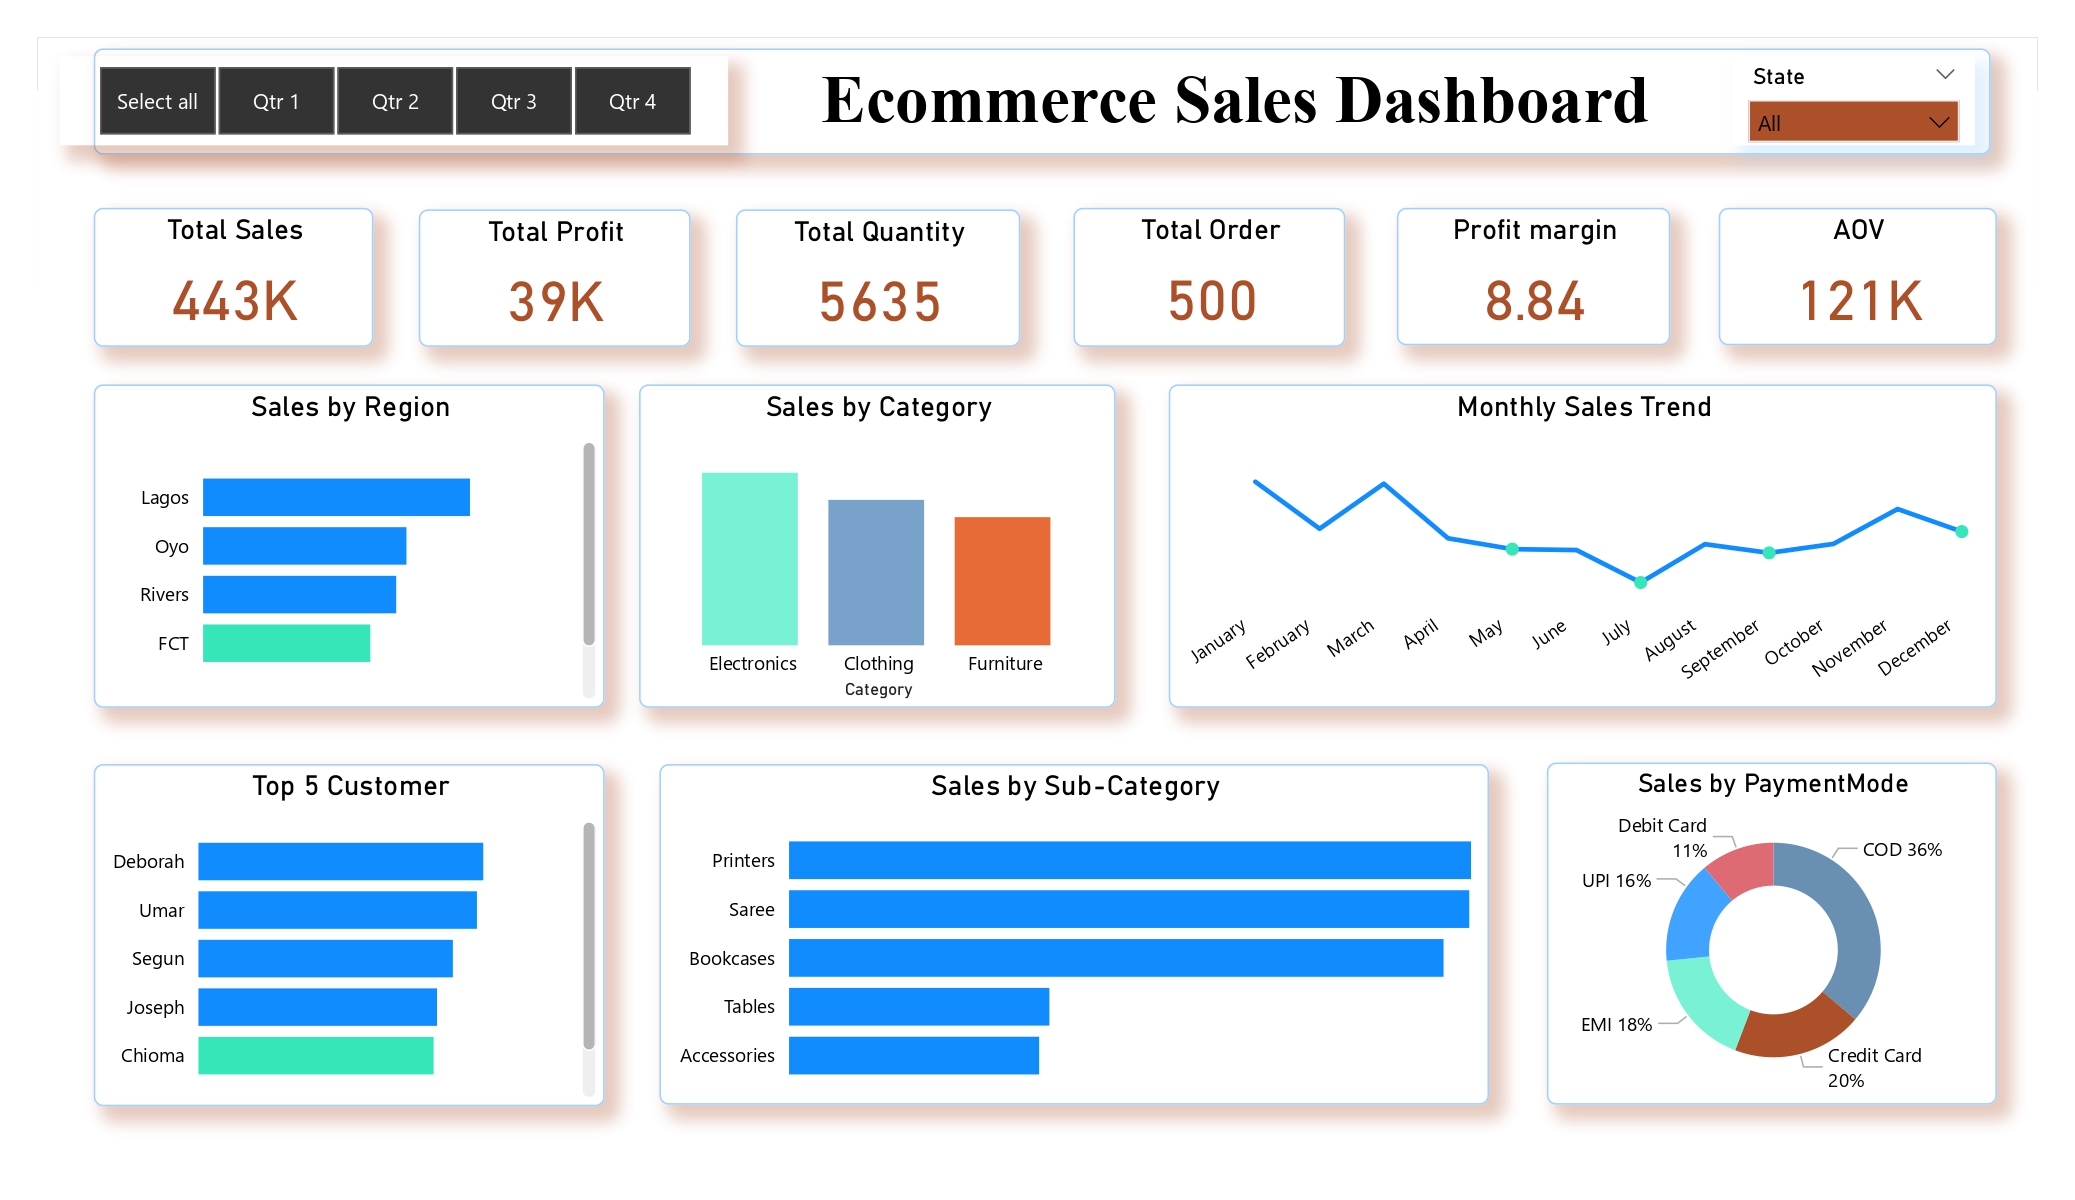 Select all
Qtr 1
Qtr 2
Qtr 3
Qtr 4
Ecommerce Sales Dashboard
State
All
Total Sales
443K
Total Profit
39K
Total Quantity
5635
Total Order
500
Profit margin
8.84
AOV
121K
Sales by Region
Lagos
Oyo
Rivers
FCT
Sales by Category
Electronics
Clothing
Furniture
Category
Monthly Sales Trend
January
February
March
April
May
June
July
August
September
October
November
December
Top 5 Customer
Deborah
Umar
Segun
Joseph
Chioma
Sales by Sub-Category
Printers
Saree
Bookcases
Tables
Accessories
Sales by PaymentMode
Debit Card
11%
COD 36%
UPI 16%
EMI 18%
Credit Card
20%